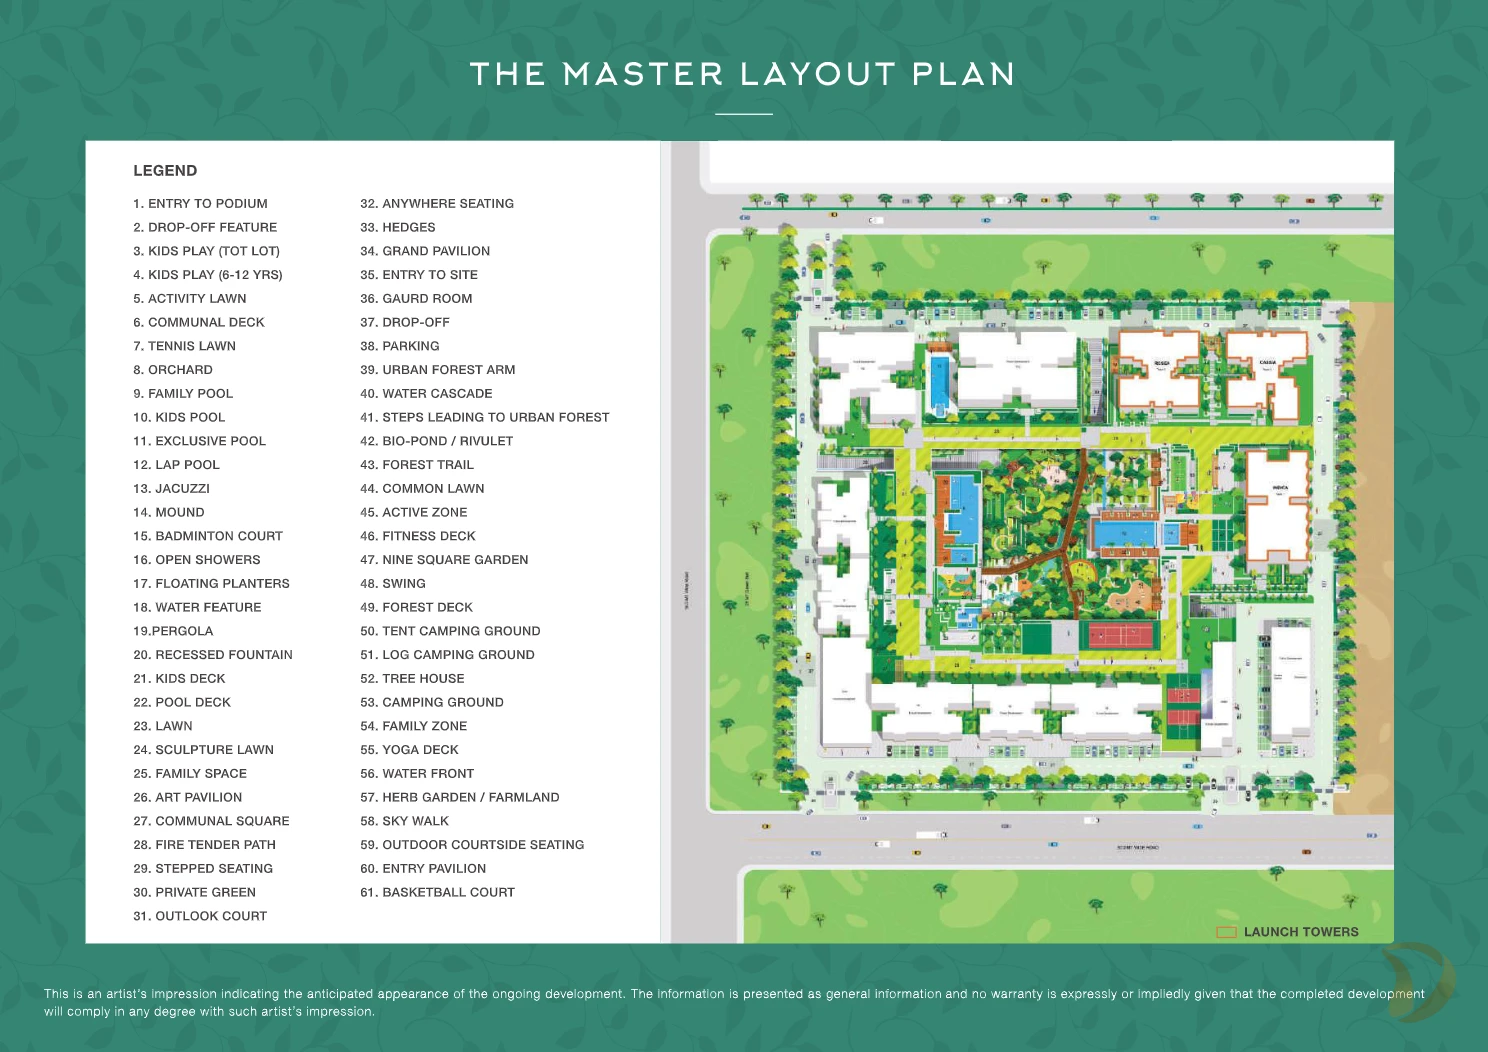 THE MASTER LAYOUT PLAN
LEGEND
1. ENTRY TO PODIUM
2. DROP-OFF FEATURE
3. KIDS PLAY (TOT LOT)
4. KIDS PLAY (6-12 YRS)
5. ACTIVITY LAWN
6. COMMUNAL DECK
7. TENNIS LAWN
8. ORCHARD
9. FAMILY POOL
10. KIDS POOL
11. EXCLUSIVE POOL
12. LAP POOL
13. JACUZZI
14. MOUND
15. BADMINTON COURT
16. OPEN SHOWERS
17. FLOATING PLANTERS
18. WATER FEATURE
19.PERGOLA
20. RECESSED FOUNTAIN
21. KIDS DECK
22. POOL DECK
23. LAWN
24. SCULPTURE LAWN
25. FAMILY SPACE
26. ART PAVILION
27. COMMUNAL SQUARE
28. FIRE TENDER PATH
29. STEPPED SEATING
30. PRIVATE GREEN
31. OUTLOOK COURT
32. ANYWHERE SEATING
33. HEDGES
34. GRAND PAVILION
35. ENTRY TO SITE
36. GAURD ROOM
37. DROP-OFF
38. PARKING
39. URBAN FOREST ARM
40. WATER CASCADE
41. STEPS LEADING TO URBAN FOREST
42. BIO-POND / RIVULET
43. FOREST TRAIL
44. COMMON LAWN
45. ACTIVE ZONE
46. FITNESS DECK
47. NINE SQUARE GARDEN
48. SWING
49. FOREST DECK
50. TENT CAMPING GROUND
51. LOG CAMPING GROUND
52. TREE HOUSE
53. CAMPING GROUND
54. FAMILY ZONE
55. YOGA DECK
56. WATER FRONT
57. HERB GARDEN / FARMLAND
58. SKY WALK
59. OUTDOOR COURTSIDE SEATING
60. ENTRY PAVILION
61. BASKETBALL COURT
CASSIA
WIDE ROAD
LAUNCH TOWERS
This is an artist's impression indicating the anticipated appearance of the ongoing development. The information is presented as general information and no warranty is expressly or impliedly given that the completed development
will comply in any degree with such artist's impression.